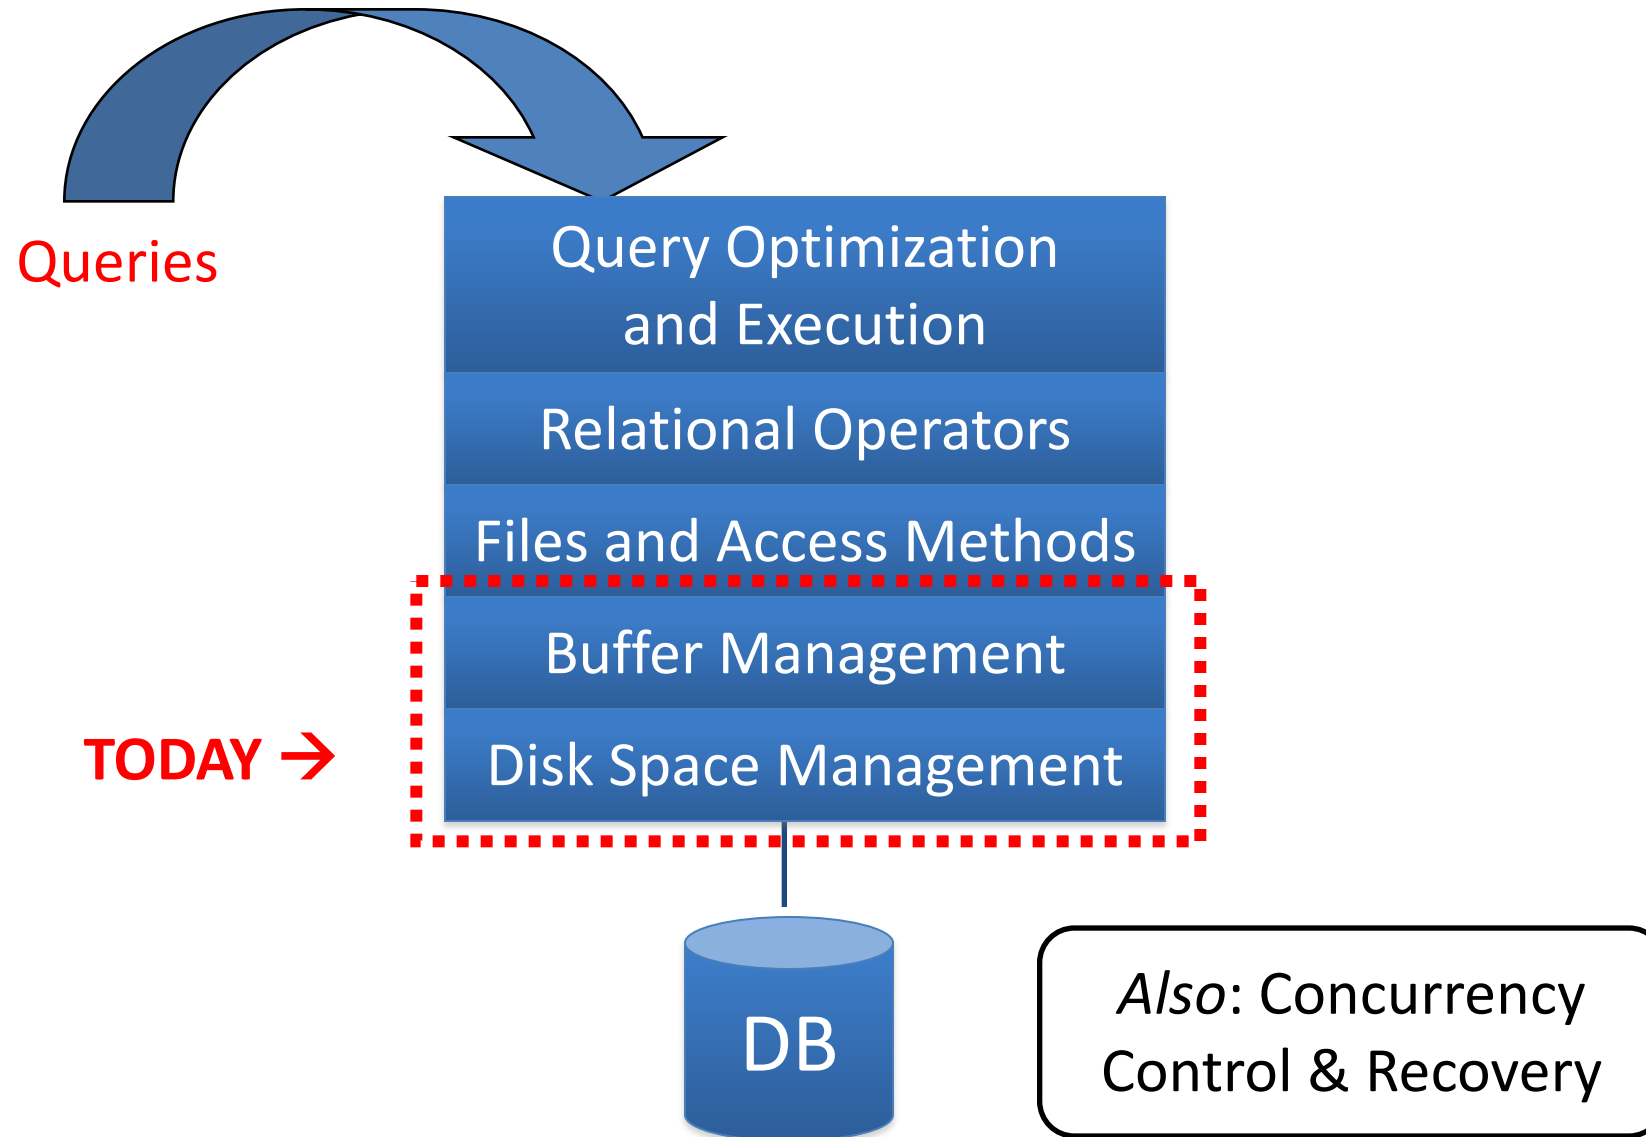 Queries
Query Optimization
and Execution
Relational Operators
Files and Access Methods
Buffer Management
TODAY →
Disk Space Management
DB
Also: Concurrency
Control & Recovery